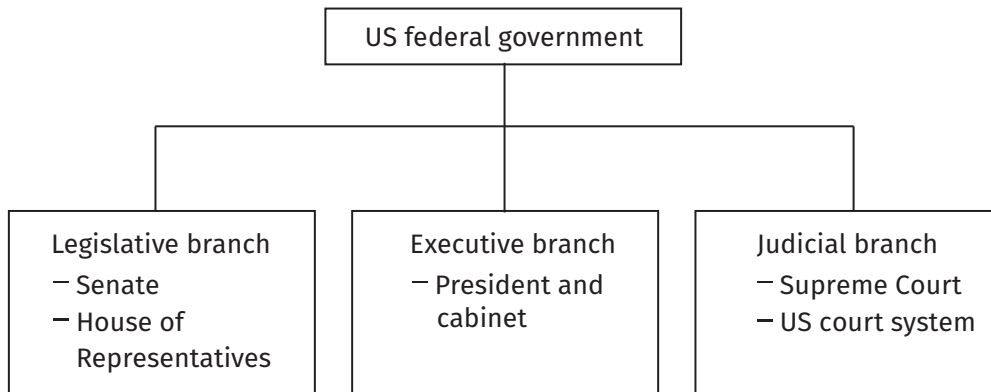 US federal government
Legislative branch
– Senate
– House of
Representatives
Executive branch
– President and
cabinet
Judicial branch
– Supreme Court
– US court system